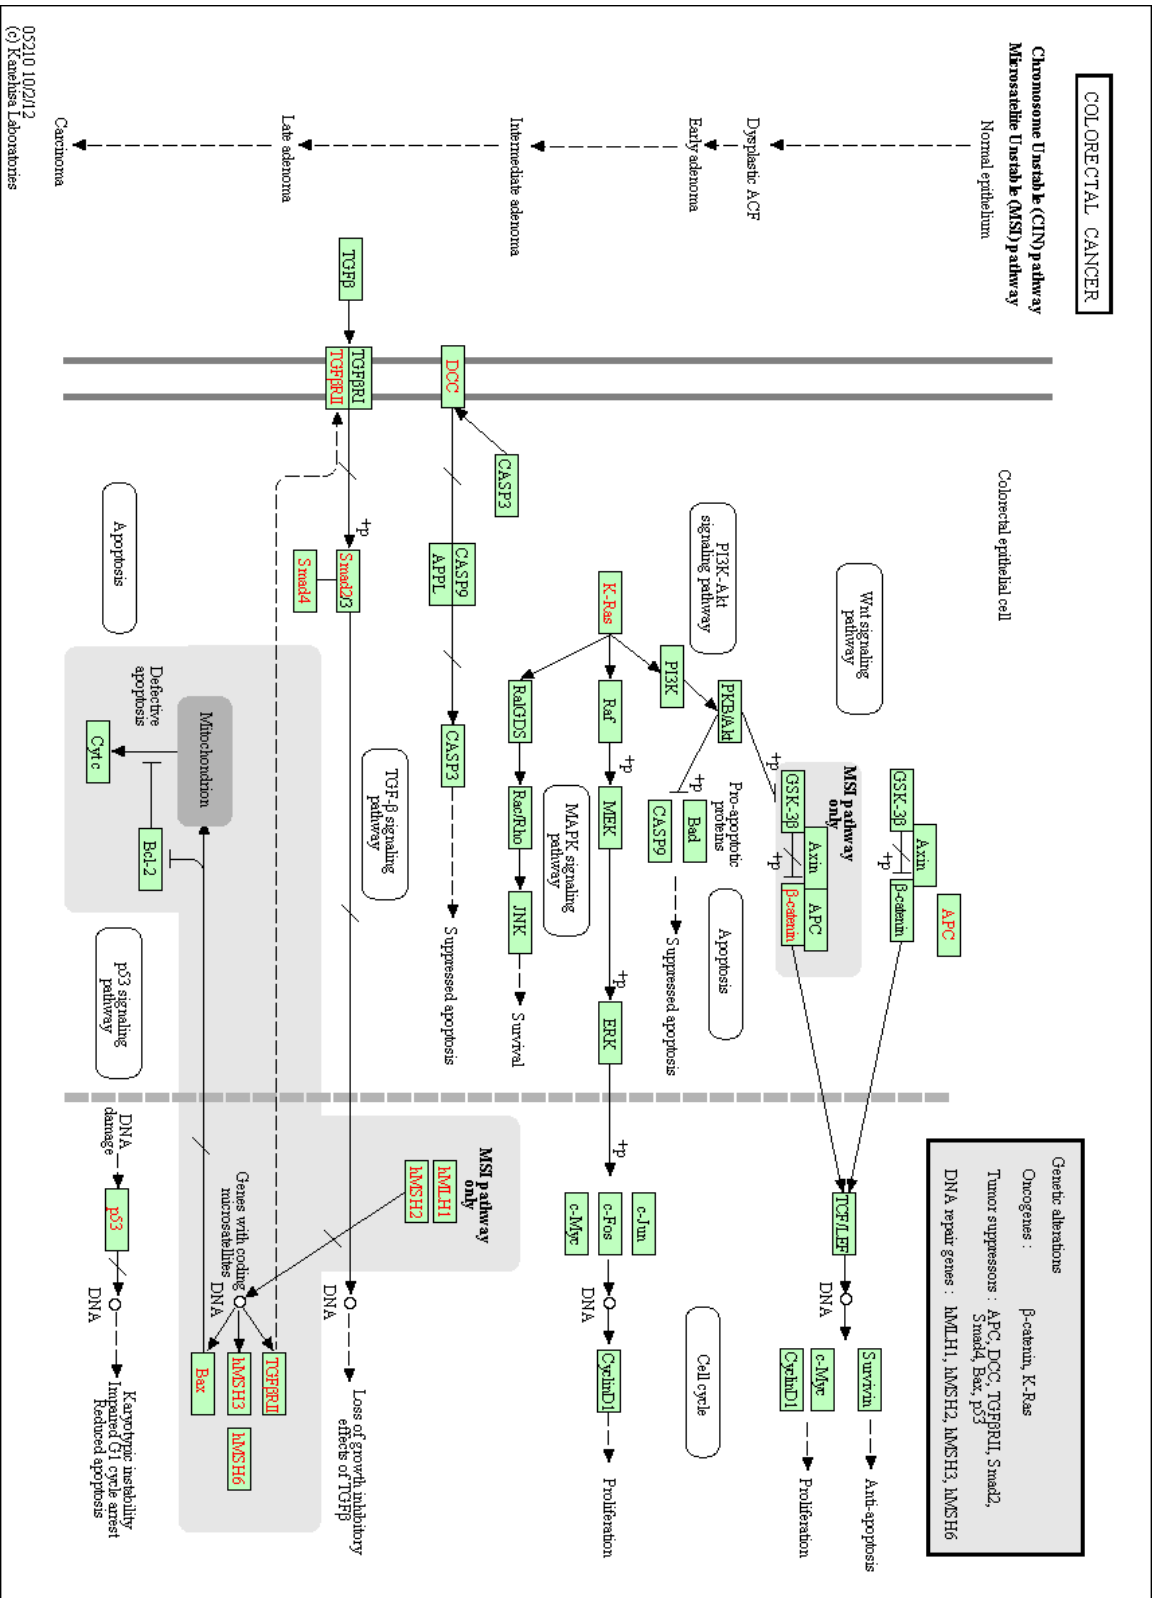 COLORECTAL CANCER
Chromosome Unstable (CIN) pathway
Microsatelite Unstable (MSI) pathway
Normal epithelium
Dysplastic ACF
Early adenoma
Intermediate adenoma
Late adenoma
Carcinoma
05210 10/2/12
(c) Kanehisa Laboratories
Colorectal epithelial cell
Genetic alterations
Oncogenes : β-catenin, K-Ras
Tumor suppressors : APC, DCC, TGFβRII, Smad2,
Smad4, Bax, p53
DNA repair genes : hMLH1, hMSH2, hMSH3, hMSH6
APC
Axin
GSK-3β
+p
β-catenin
Wnt signaling
pathway
MSI pathway
only
Axin
APC
+p
GSK-3β
+p
β-catenin
TCF/LEF
DNA
Survivin
Anti-apoptosis
c-Myc
CyclinD1
Proliferation
PI3K-Akt
signaling pathway
PKB/Akt
PI3K
Pro-apoptotic
proteins
+p
Bad
CASP9
Apoptosis
Suppressed apoptosis
Cell cycle
K-Ras
Raf
+p
MEK
+p
ERK
+p
c-Jun
c-Fos
c-Myc
DNA
CyclinD1
Proliferation
MAPK signaling
pathway
RalGDS
Rac/Rho
JNK
Survival
CASP3
DCC
CASP9
APPL
CASP3
Suppressed apoptosis
MSI pathway
only
hMLH1
hMSH2
TGF-β signaling
pathway
TGFβ
TGFβRI
TGFβRII
+p
Smad2/3
Smad4
DNA
Loss of growth inhibitory
effects of TGFβ
Genes with coding
microsatellites
DNA
TGFβRII
hMSH3
hMSH6
Bax
Mitochondrion
Defective
apoptosis
Bcl-2
Cyt c
Apoptosis
p53 signaling
pathway
DNA
damage
p53
DNA
Karyotypic instability
Impaired G1 cycle arrest
Reduced apoptosis